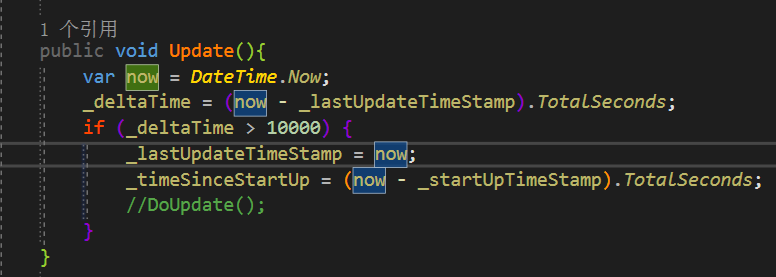 1 个引用
public void Update(){
var now = DateTime.Now;
_deltaTime = (now - _lastUpdateTimeStamp).TotalSeconds;
if (_deltaTime > 10000) {
_lastUpdateTimeStamp = now;
_timeSinceStartUp = (now - _startUpTimeStamp).TotalSeconds;
//DoUpdate();
}
}